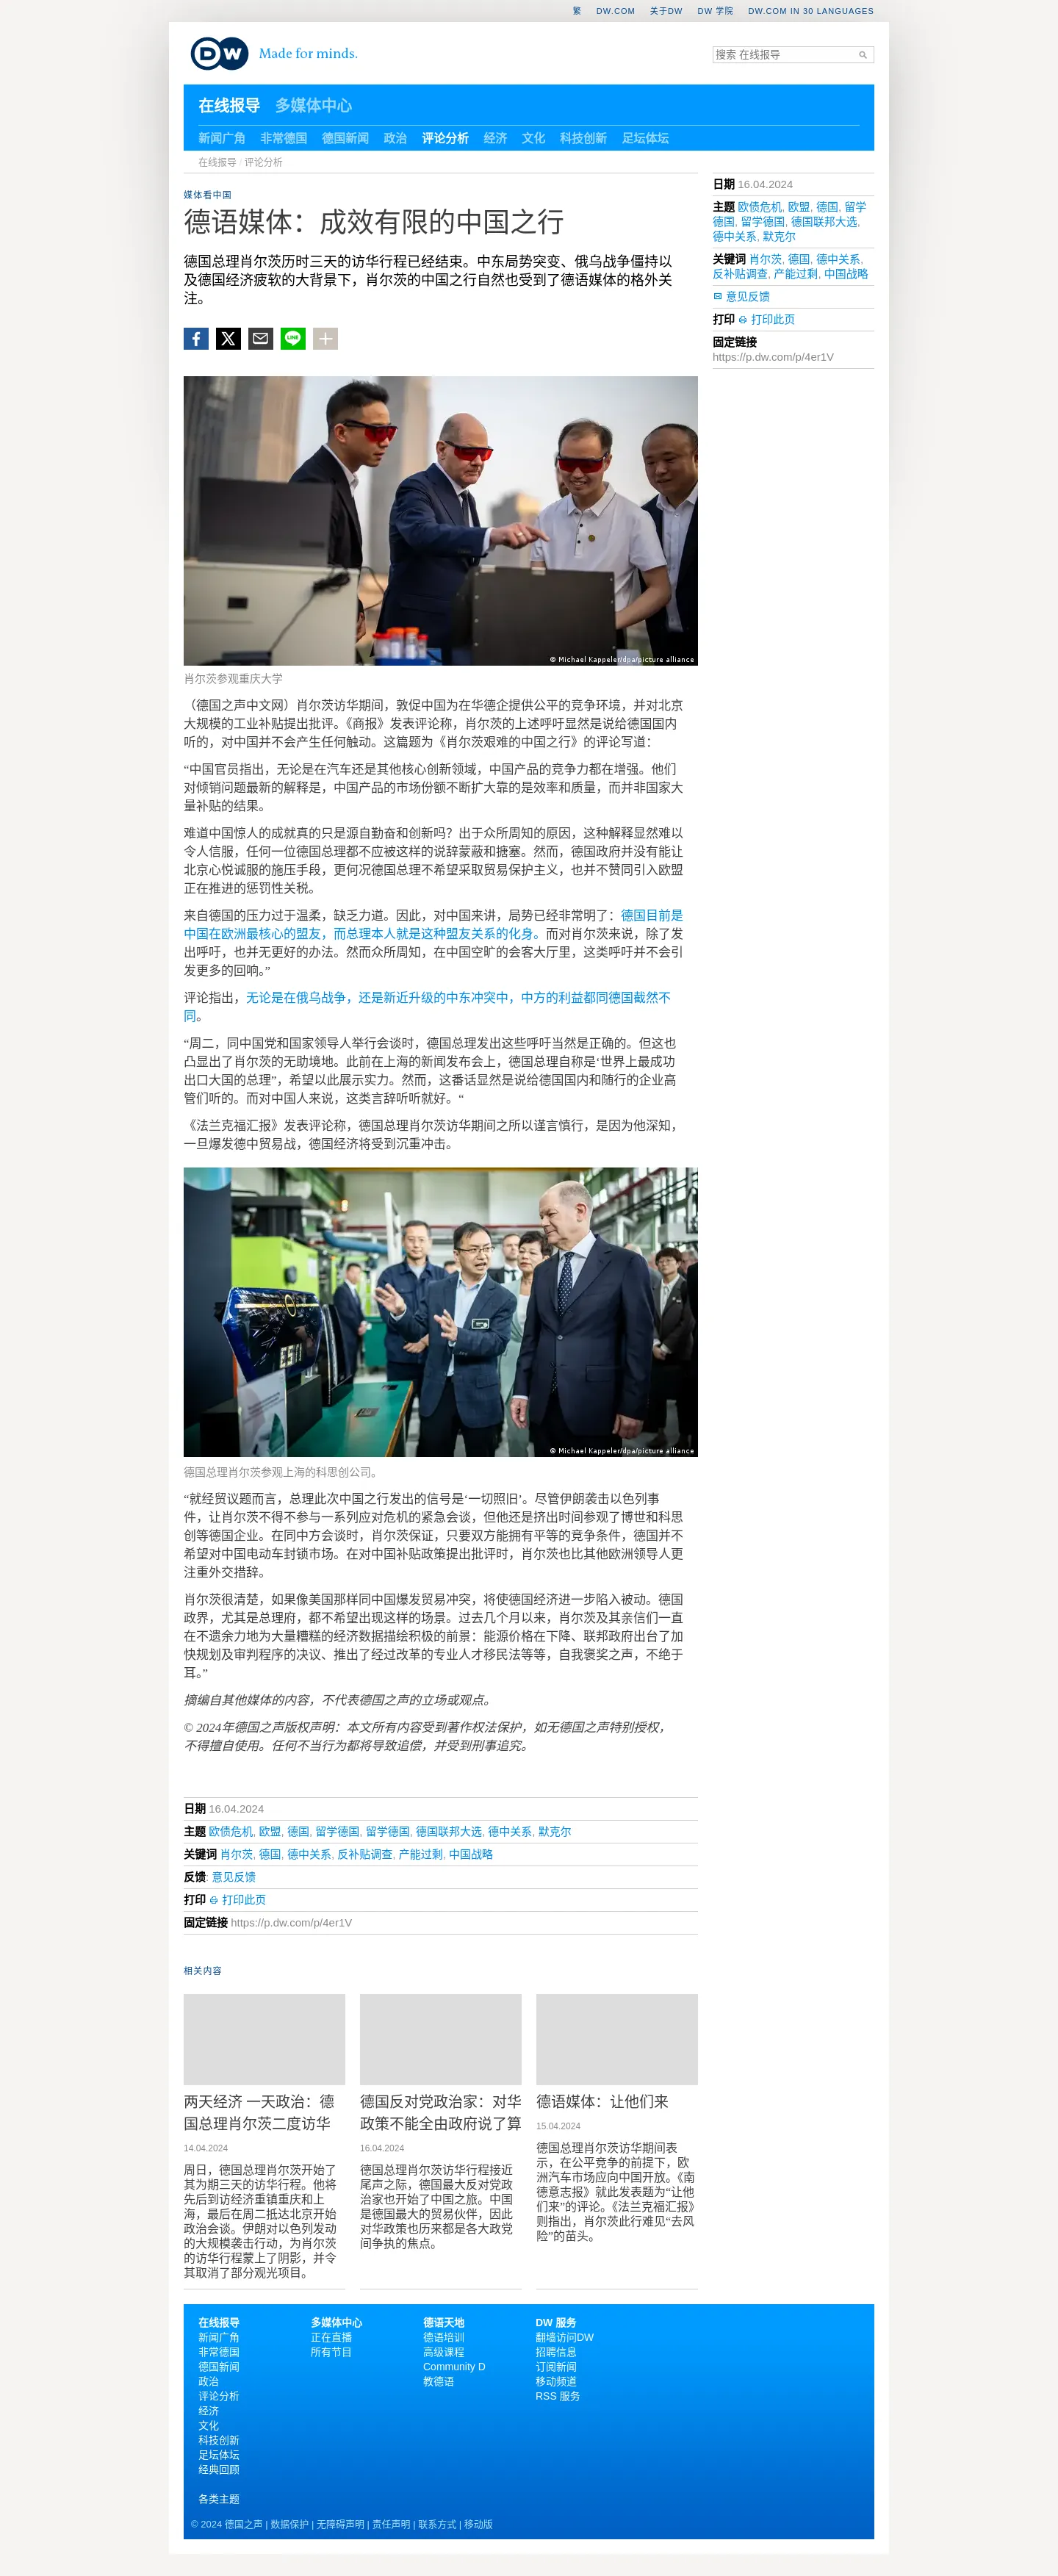 繁 DW.COM 关于DW DW 学院 DW.COM IN 30 LANGUAGES
DW Made for minds.
搜索 在线报导
在线报导 多媒体中心
新闻广角 非常德国 德国新闻 政治 评论分析 经济 文化 科技创新 足坛体坛
在线报导 / 评论分析
媒体看中国
德语媒体：成效有限的中国之行
德国总理肖尔茨历时三天的访华行程已经结束。中东局势突变、俄乌战争僵持以
及德国经济疲软的大背景下，肖尔茨的中国之行自然也受到了德语媒体的格外关
注。
LINE
© Michael Kappeler/dpa/picture alliance
肖尔茨参观重庆大学
（德国之声中文网）肖尔茨访华期间，敦促中国为在华德企提供公平的竞争环境，并对北京
大规模的工业补贴提出批评。《商报》发表评论称，肖尔茨的上述呼吁显然是说给德国国内
听的，对中国并不会产生任何触动。这篇题为《肖尔茨艰难的中国之行》的评论写道：
“中国官员指出，无论是在汽车还是其他核心创新领域，中国产品的竞争力都在增强。他们
对倾销问题最新的解释是，中国产品的市场份额不断扩大靠的是效率和质量，而并非国家大
量补贴的结果。
难道中国惊人的成就真的只是源自勤奋和创新吗？出于众所周知的原因，这种解释显然难以
令人信服，任何一位德国总理都不应被这样的说辞蒙蔽和搪塞。然而，德国政府并没有能让
北京心悦诚服的施压手段，更何况德国总理不希望采取贸易保护主义，也并不赞同引入欧盟
正在推进的惩罚性关税。
来自德国的压力过于温柔，缺乏力道。因此，对中国来讲，局势已经非常明了：德国目前是
中国在欧洲最核心的盟友，而总理本人就是这种盟友关系的化身。而对肖尔茨来说，除了发
出呼吁，也并无更好的办法。然而众所周知，在中国空旷的会客大厅里，这类呼吁并不会引
发更多的回响。”
评论指出，无论是在俄乌战争，还是新近升级的中东冲突中，中方的利益都同德国截然不
同。
“周二，同中国党和国家领导人举行会谈时，德国总理发出这些呼吁当然是正确的。但这也
凸显出了肖尔茨的无助境地。此前在上海的新闻发布会上，德国总理自称是‘世界上最成功
出口大国的总理”，希望以此展示实力。然而，这番话显然是说给德国国内和随行的企业高
管们听的。而对中国人来说，这类言辞听听就好。“
《法兰克福汇报》发表评论称，德国总理肖尔茨访华期间之所以谨言慎行，是因为他深知，
一旦爆发德中贸易战，德国经济将受到沉重冲击。
© Michael Kappeler/dpa/picture alliance
德国总理肖尔茨参观上海的科思创公司。
“就经贸议题而言，总理此次中国之行发出的信号是‘一切照旧’。尽管伊朗袭击以色列事
件，让肖尔茨不得不参与一系列应对危机的紧急会谈，但他还是挤出时间参观了博世和科思
创等德国企业。在同中方会谈时，肖尔茨保证，只要双方能拥有平等的竞争条件，德国并不
希望对中国电动车封锁市场。在对中国补贴政策提出批评时，肖尔茨也比其他欧洲领导人更
注重外交措辞。
肖尔茨很清楚，如果像美国那样同中国爆发贸易冲突，将使德国经济进一步陷入被动。德国
政界，尤其是总理府，都不希望出现这样的场景。过去几个月以来，肖尔茨及其亲信们一直
在不遗余力地为大量糟糕的经济数据描绘积极的前景：能源价格在下降、联邦政府出台了加
快规划及审判程序的决议、推出了经过改革的专业人才移民法等等，自我褒奖之声，不绝于
耳。”
摘编自其他媒体的内容，不代表德国之声的立场或观点。
© 2024年德国之声版权声明：本文所有内容受到著作权法保护，如无德国之声特别授权，
不得擅自使用。任何不当行为都将导致追偿，并受到刑事追究。
日期 16.04.2024
主题 欧债危机, 欧盟, 德国, 留学德国, 留学德国, 德国联邦大选, 德中关系, 默克尔
关键词 肖尔茨, 德国, 德中关系, 反补贴调查, 产能过剩, 中国战略
反馈: 意见反馈
打印 打印此页
固定链接 https://p.dw.com/p/4er1V
日期 16.04.2024
主题 欧债危机, 欧盟, 德国, 留学
德国, 留学德国, 德国联邦大选,
德中关系, 默克尔
关键词 肖尔茨, 德国, 德中关系,
反补贴调查, 产能过剩, 中国战略
意见反馈
打印 打印此页
固定链接
https://p.dw.com/p/4er1V
相关内容
两天经济 一天政治：德
国总理肖尔茨二度访华
14.04.2024
周日，德国总理肖尔茨开始了
其为期三天的访华行程。他将
先后到访经济重镇重庆和上
海，最后在周二抵达北京开始
政治会谈。伊朗对以色列发动
的大规模袭击行动，为肖尔茨
的访华行程蒙上了阴影，并令
其取消了部分观光项目。
德国反对党政治家：对华
政策不能全由政府说了算
16.04.2024
德国总理肖尔茨访华行程接近
尾声之际，德国最大反对党政
治家也开始了中国之旅。中国
是德国最大的贸易伙伴，因此
对华政策也历来都是各大政党
间争执的焦点。
德语媒体：让他们来
15.04.2024
德国总理肖尔茨访华期间表
示，在公平竞争的前提下，欧
洲汽车市场应向中国开放。《南
德意志报》就此发表题为“让他
们来”的评论。《法兰克福汇报》
则指出，肖尔茨此行难见“去风
险”的苗头。
在线报导
新闻广角
非常德国
德国新闻
政治
评论分析
经济
文化
科技创新
足坛体坛
经典回顾
各类主题
多媒体中心
正在直播
所有节目
德语天地
德语培训
高级课程
Community D
教德语
DW 服务
翻墙访问DW
招聘信息
订阅新闻
移动频道
RSS 服务
© 2024 德国之声 | 数据保护 | 无障碍声明 | 责任声明 | 联系方式 | 移动版